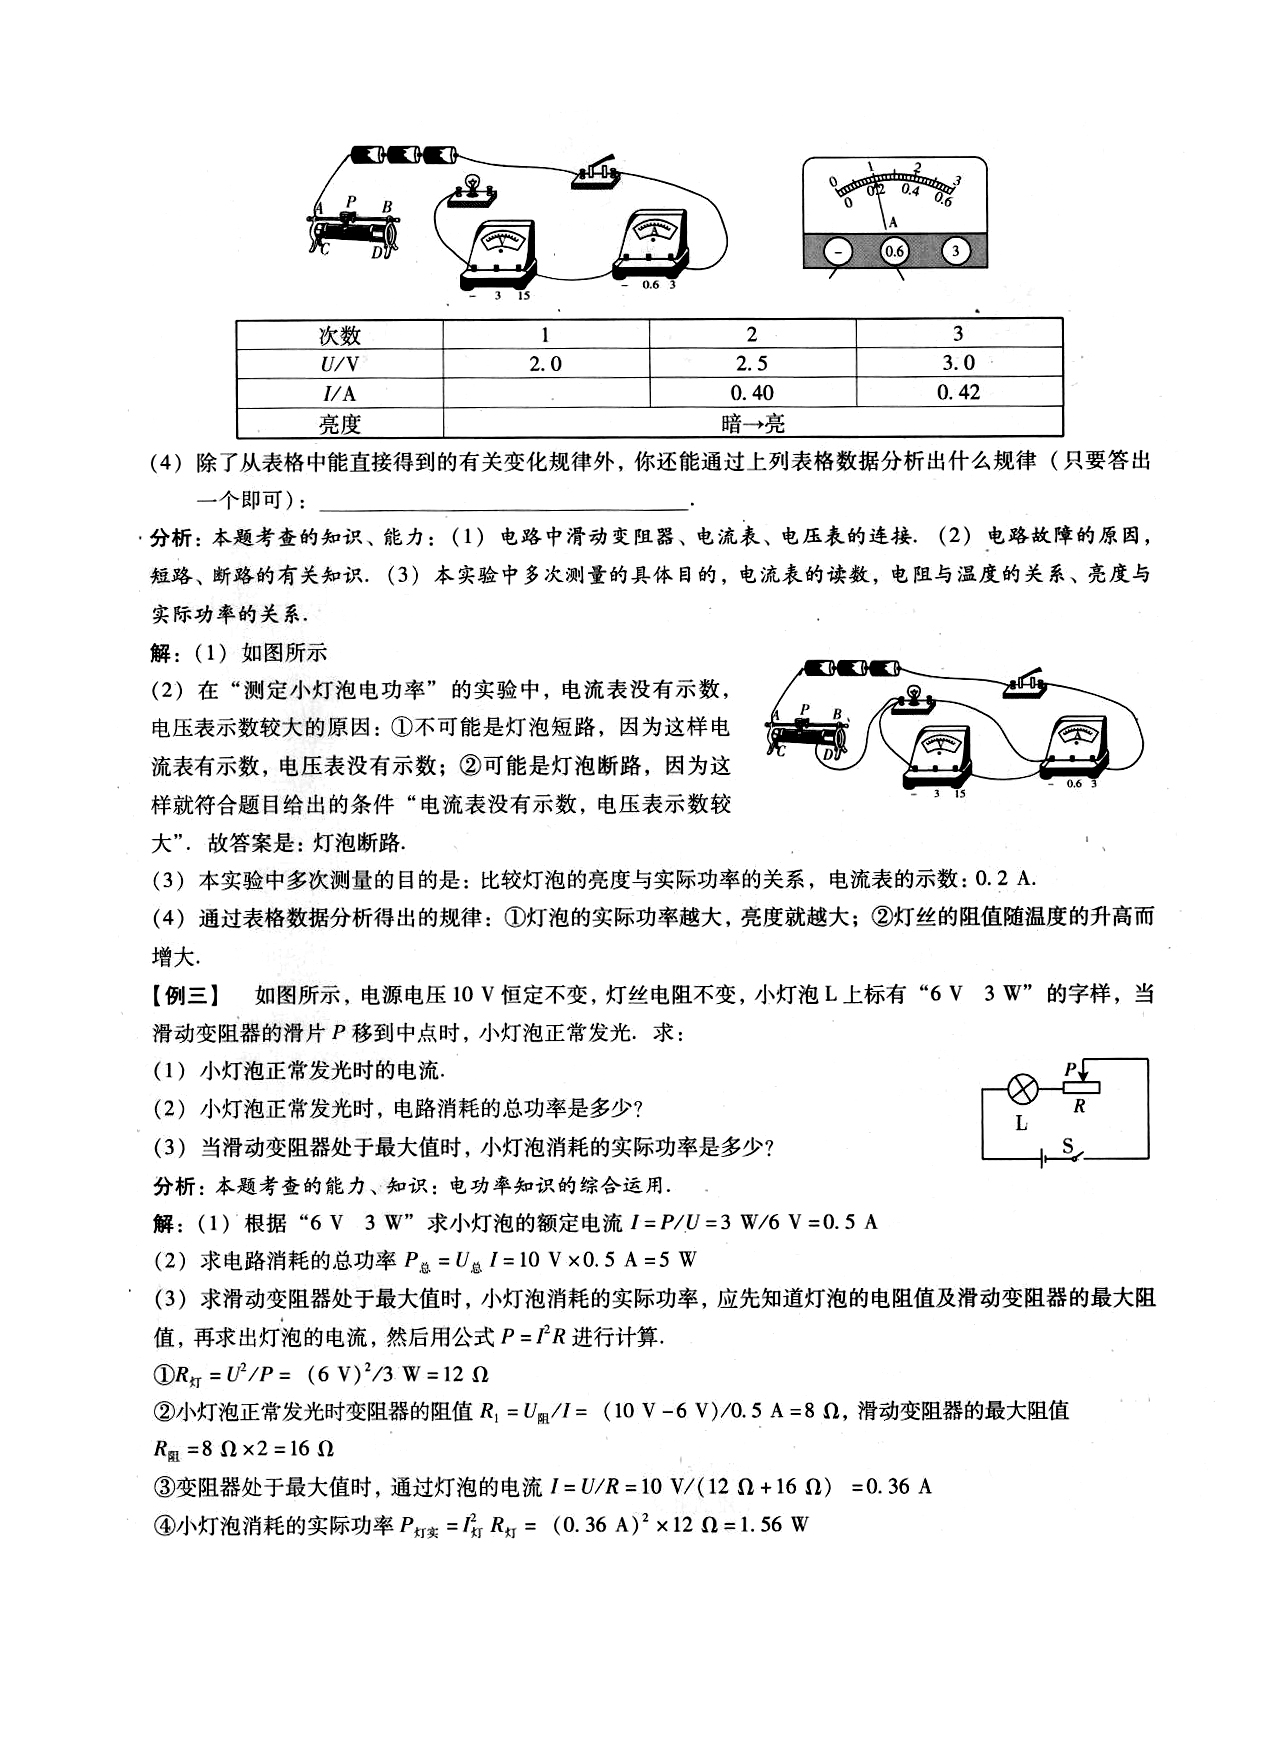 A P B
C D
- 3 15
A
- 0.6 3
0 1 2 3
0 0.2 0.4 0.6
A
- 0.6 3
次数 1 2 3
U/V 2.0 2.5 3.0
I/A 0.40 0.42
亮度 暗→亮
(4) 除了从表格中能直接得到的有关变化规律外, 你还能通过上列表格数据分析出什么规律 (只要答出
一个即可): ________________________________.
分析: 本题考查的知识、能力: (1) 电路中滑动变阻器、电流表、电压表的连接. (2) 电路故障的原因,
短路、断路的有关知识. (3) 本实验中多次测量的具体目的, 电流表的读数, 电阻与温度的关系、亮度与
实际功率的关系.
解: (1) 如图所示
(2) 在“测定小灯泡电功率”的实验中, 电流表没有示数,
电压表示数较大的原因: ①不可能是灯泡短路, 因为这样电
流表有示数, 电压表没有示数; ②可能是灯泡断路, 因为这
样就符合题目给出的条件“电流表没有示数, 电压表示数较
大”. 故答案是: 灯泡断路.
A P B
C D
- 3 15
A
- 0.6 3
(3) 本实验中多次测量的目的是: 比较灯泡的亮度与实际功率的关系, 电流表的示数: 0.2 A.
(4) 通过表格数据分析得出的规律: ①灯泡的实际功率越大, 亮度就越大; ②灯丝的阻值随温度的升高而
增大.
【例三】 如图所示, 电源电压 10 V 恒定不变, 灯丝电阻不变, 小灯泡 L 上标有“6 V 3 W”的字样, 当
滑动变阻器的滑片 P 移到中点时, 小灯泡正常发光. 求:
(1) 小灯泡正常发光时的电流.
(2) 小灯泡正常发光时, 电路消耗的总功率是多少?
(3) 当滑动变阻器处于最大值时, 小灯泡消耗的实际功率是多少?
P
R
L
S
分析: 本题考查的能力、知识: 电功率知识的综合运用.
解: (1) 根据“6 V 3 W”求小灯泡的额定电流 I=P/U=3 W/6 V=0.5 A
(2) 求电路消耗的总功率 P总=U总I=10 V×0.5 A=5 W
(3) 求滑动变阻器处于最大值时, 小灯泡消耗的实际功率, 应先知道灯泡的电阻值及滑动变阻器的最大阻
值, 再求出灯泡的电流, 然后用公式 P=I²R 进行计算.
①R灯=U²/P= (6 V)²/3 W=12 Ω
②小灯泡正常发光时变阻器的阻值 R₁=U阻/I= (10 V-6 V)/0.5 A=8 Ω, 滑动变阻器的最大阻值
R阻=8 Ω×2=16 Ω
③变阻器处于最大值时, 通过灯泡的电流 I=U/R=10 V/(12 Ω+16 Ω) =0.36 A
④小灯泡消耗的实际功率 P灯实=I²灯R灯= (0.36 A)²×12 Ω=1.56 W